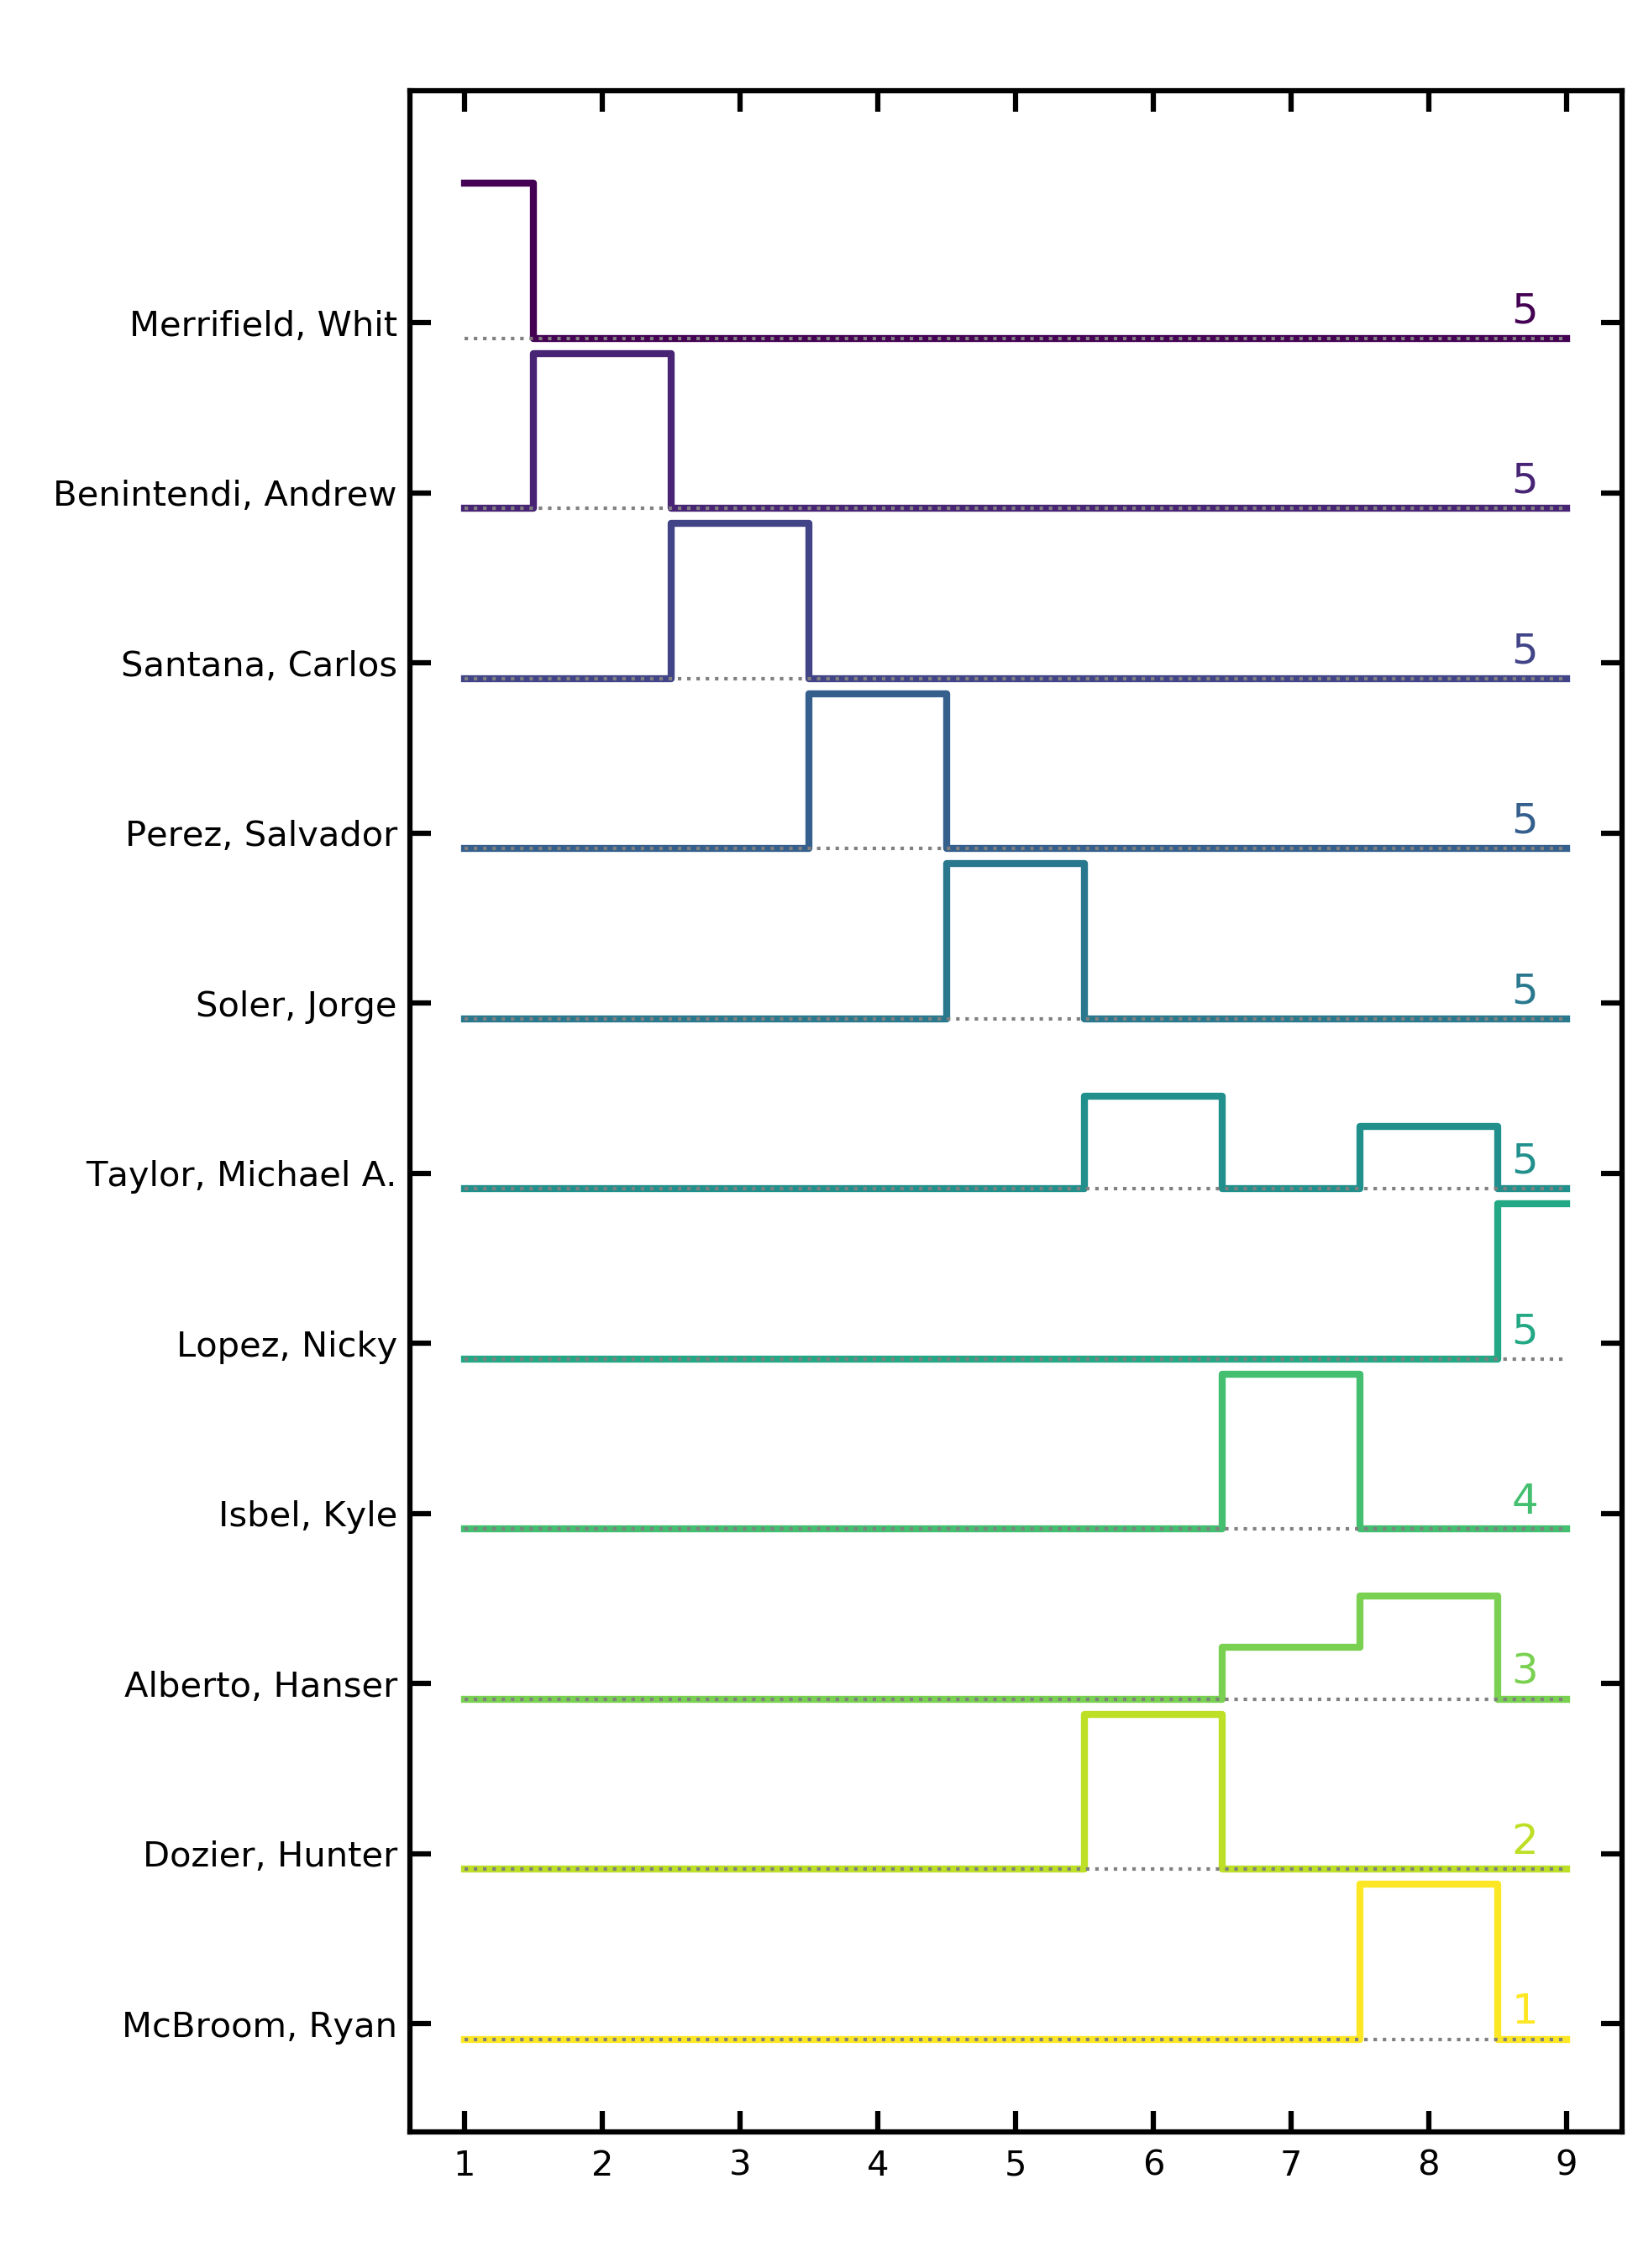 Merrifield, Whit 5
Benintendi, Andrew 5
Santana, Carlos 5
Perez, Salvador 5
Soler, Jorge 5
Taylor, Michael A. 5
Lopez, Nicky 5
Isbel, Kyle 4
Alberto, Hanser 3
Dozier, Hunter 2
McBroom, Ryan 1
1 2 3 4 5 6 7 8 9